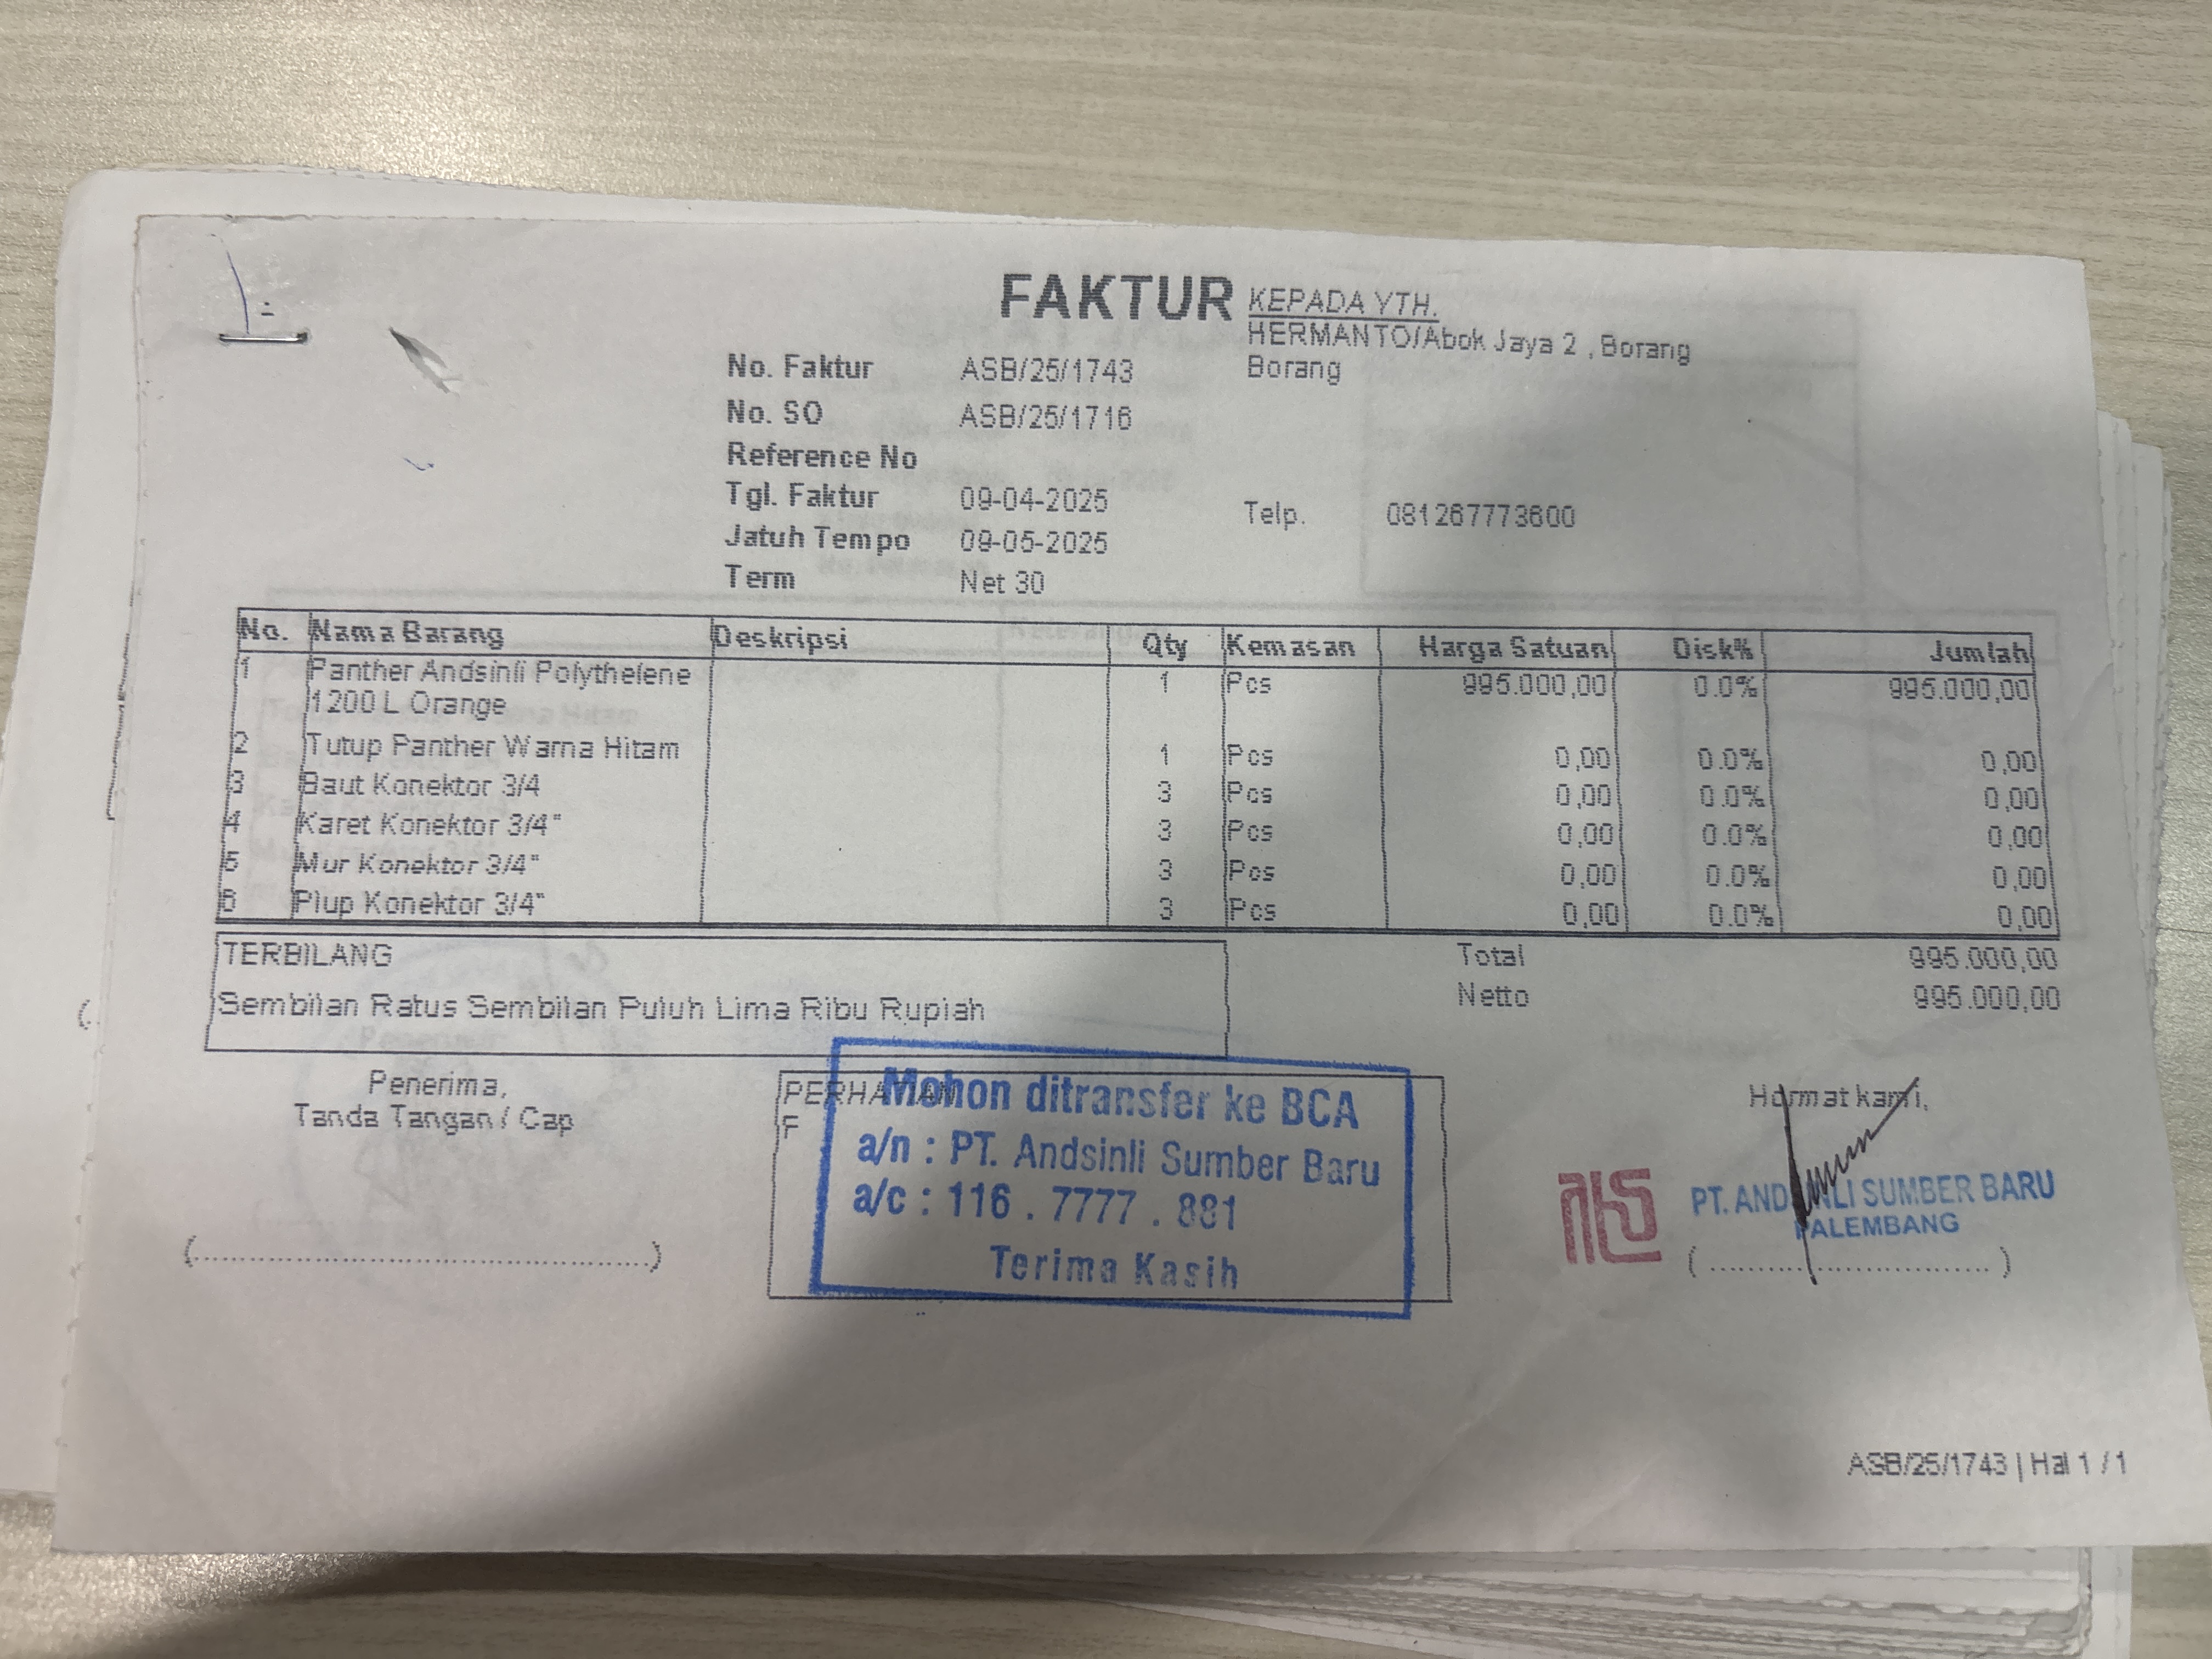 FAKTUR
KEPADA YTH.
HERMANTO/Abok Jaya 2 , Borang
Borang
No. Faktur ASB/25/1743
No. SO ASB/25/1716
Reference No
Tgl. Faktur 09-04-2025
Telp. 081267773600
Jatuh Tempo 09-05-2025
Term Net 30
No. Nama Barang Deskripsi Qty Kemasan Harga Satuan Disk% Jumlah
1 Panther Andsinli Polythelene 1 Pcs 995.000,00 0.0% 995.000,00
1200 L Orange
2 Tutup Panther Warna Hitam 1 Pcs 0,00 0.0% 0,00
3 Baut Konektor 3/4 3 Pcs 0,00 0.0% 0,00
4 Karet Konektor 3/4" 3 Pcs 0,00 0.0% 0,00
5 Mur Konektor 3/4" 3 Pcs 0,00 0.0% 0,00
6 Plup Konektor 3/4" 3 Pcs 0,00 0.0% 0,00
TERBILANG
Sembilan Ratus Sembilan Puluh Lima Ribu Rupiah
Total 995.000,00
Netto 995.000,00
Penerima,
Tanda Tangan / Cap
(..............................................)
PERHATIAN
F
Mohon ditransfer ke BCA
a/n : PT. Andsinli Sumber Baru
a/c : 116 . 7777 . 881
Terima Kasih
Hormat kami,
PT. ANDSINLI SUMBER BARU
PALEMBANG
( .................................. )
ASB/25/1743 | Hal 1 / 1